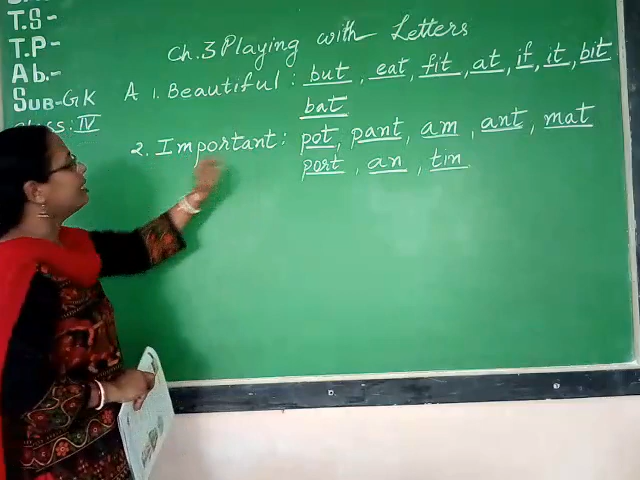 T.S-
T.P-
Ab.-
Sub-GK
Class: IV
Ch.3 Playing with Letters
A 1. Beautiful : but , eat , fit , at , if , it , bit
bat
2. Important : pot , pant , am , ant , mat
port , an , tin